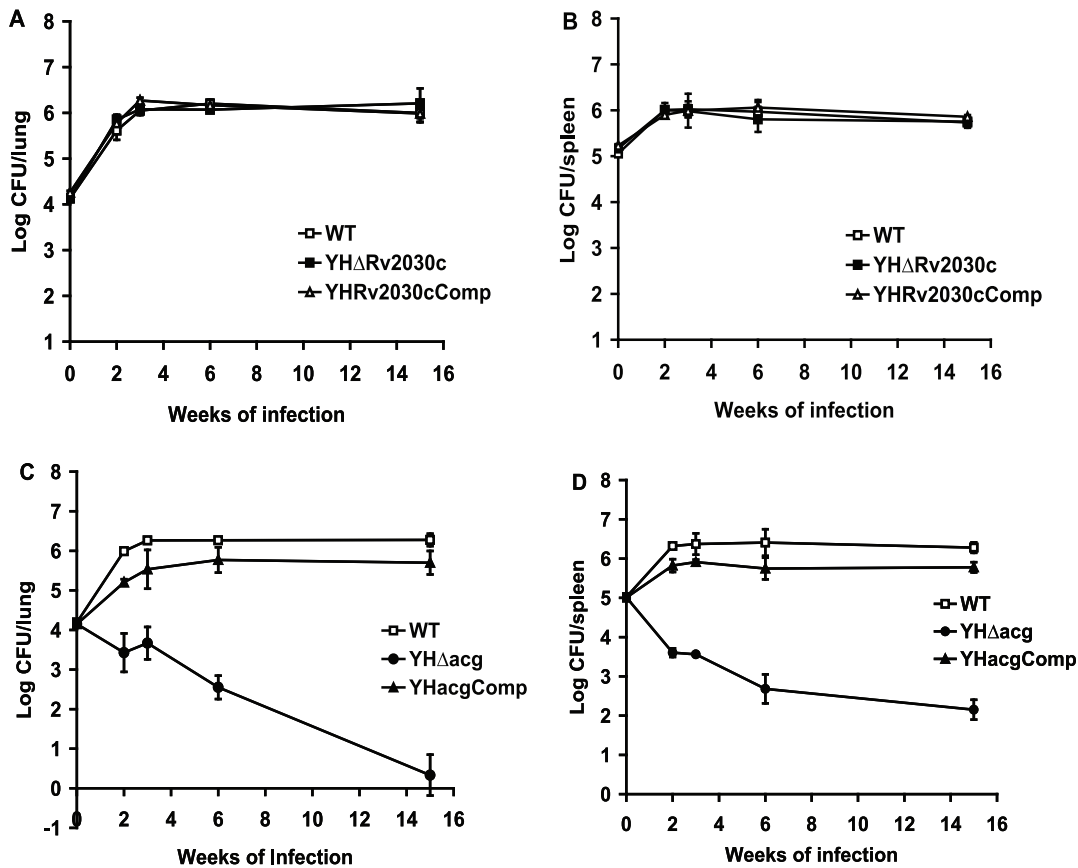 A
8
7
6
5
4
3
2
1
Log CFU/lung
0 2 4 6 8 10 12 14 16
Weeks of infection
WT
YHΔRv2030c
YHRv2030cComp
B
8
7
6
5
4
3
2
1
Log CFU/spleen
0 2 4 6 8 10 12 14 16
Weeks of infection
WT
YHΔRv2030c
YHRv2030cComp
C
8
7
6
5
4
3
2
1
0
-1
Log CFU/lung
0 2 4 6 8 10 12 14 16
Weeks of Infection
WT
YHΔacg
YHacgComp
D
8
7
6
5
4
3
2
1
0
Log CFU/spleen
0 2 4 6 8 10 12 14 16
Weeks of infection
WT
YHΔacg
YHacgComp